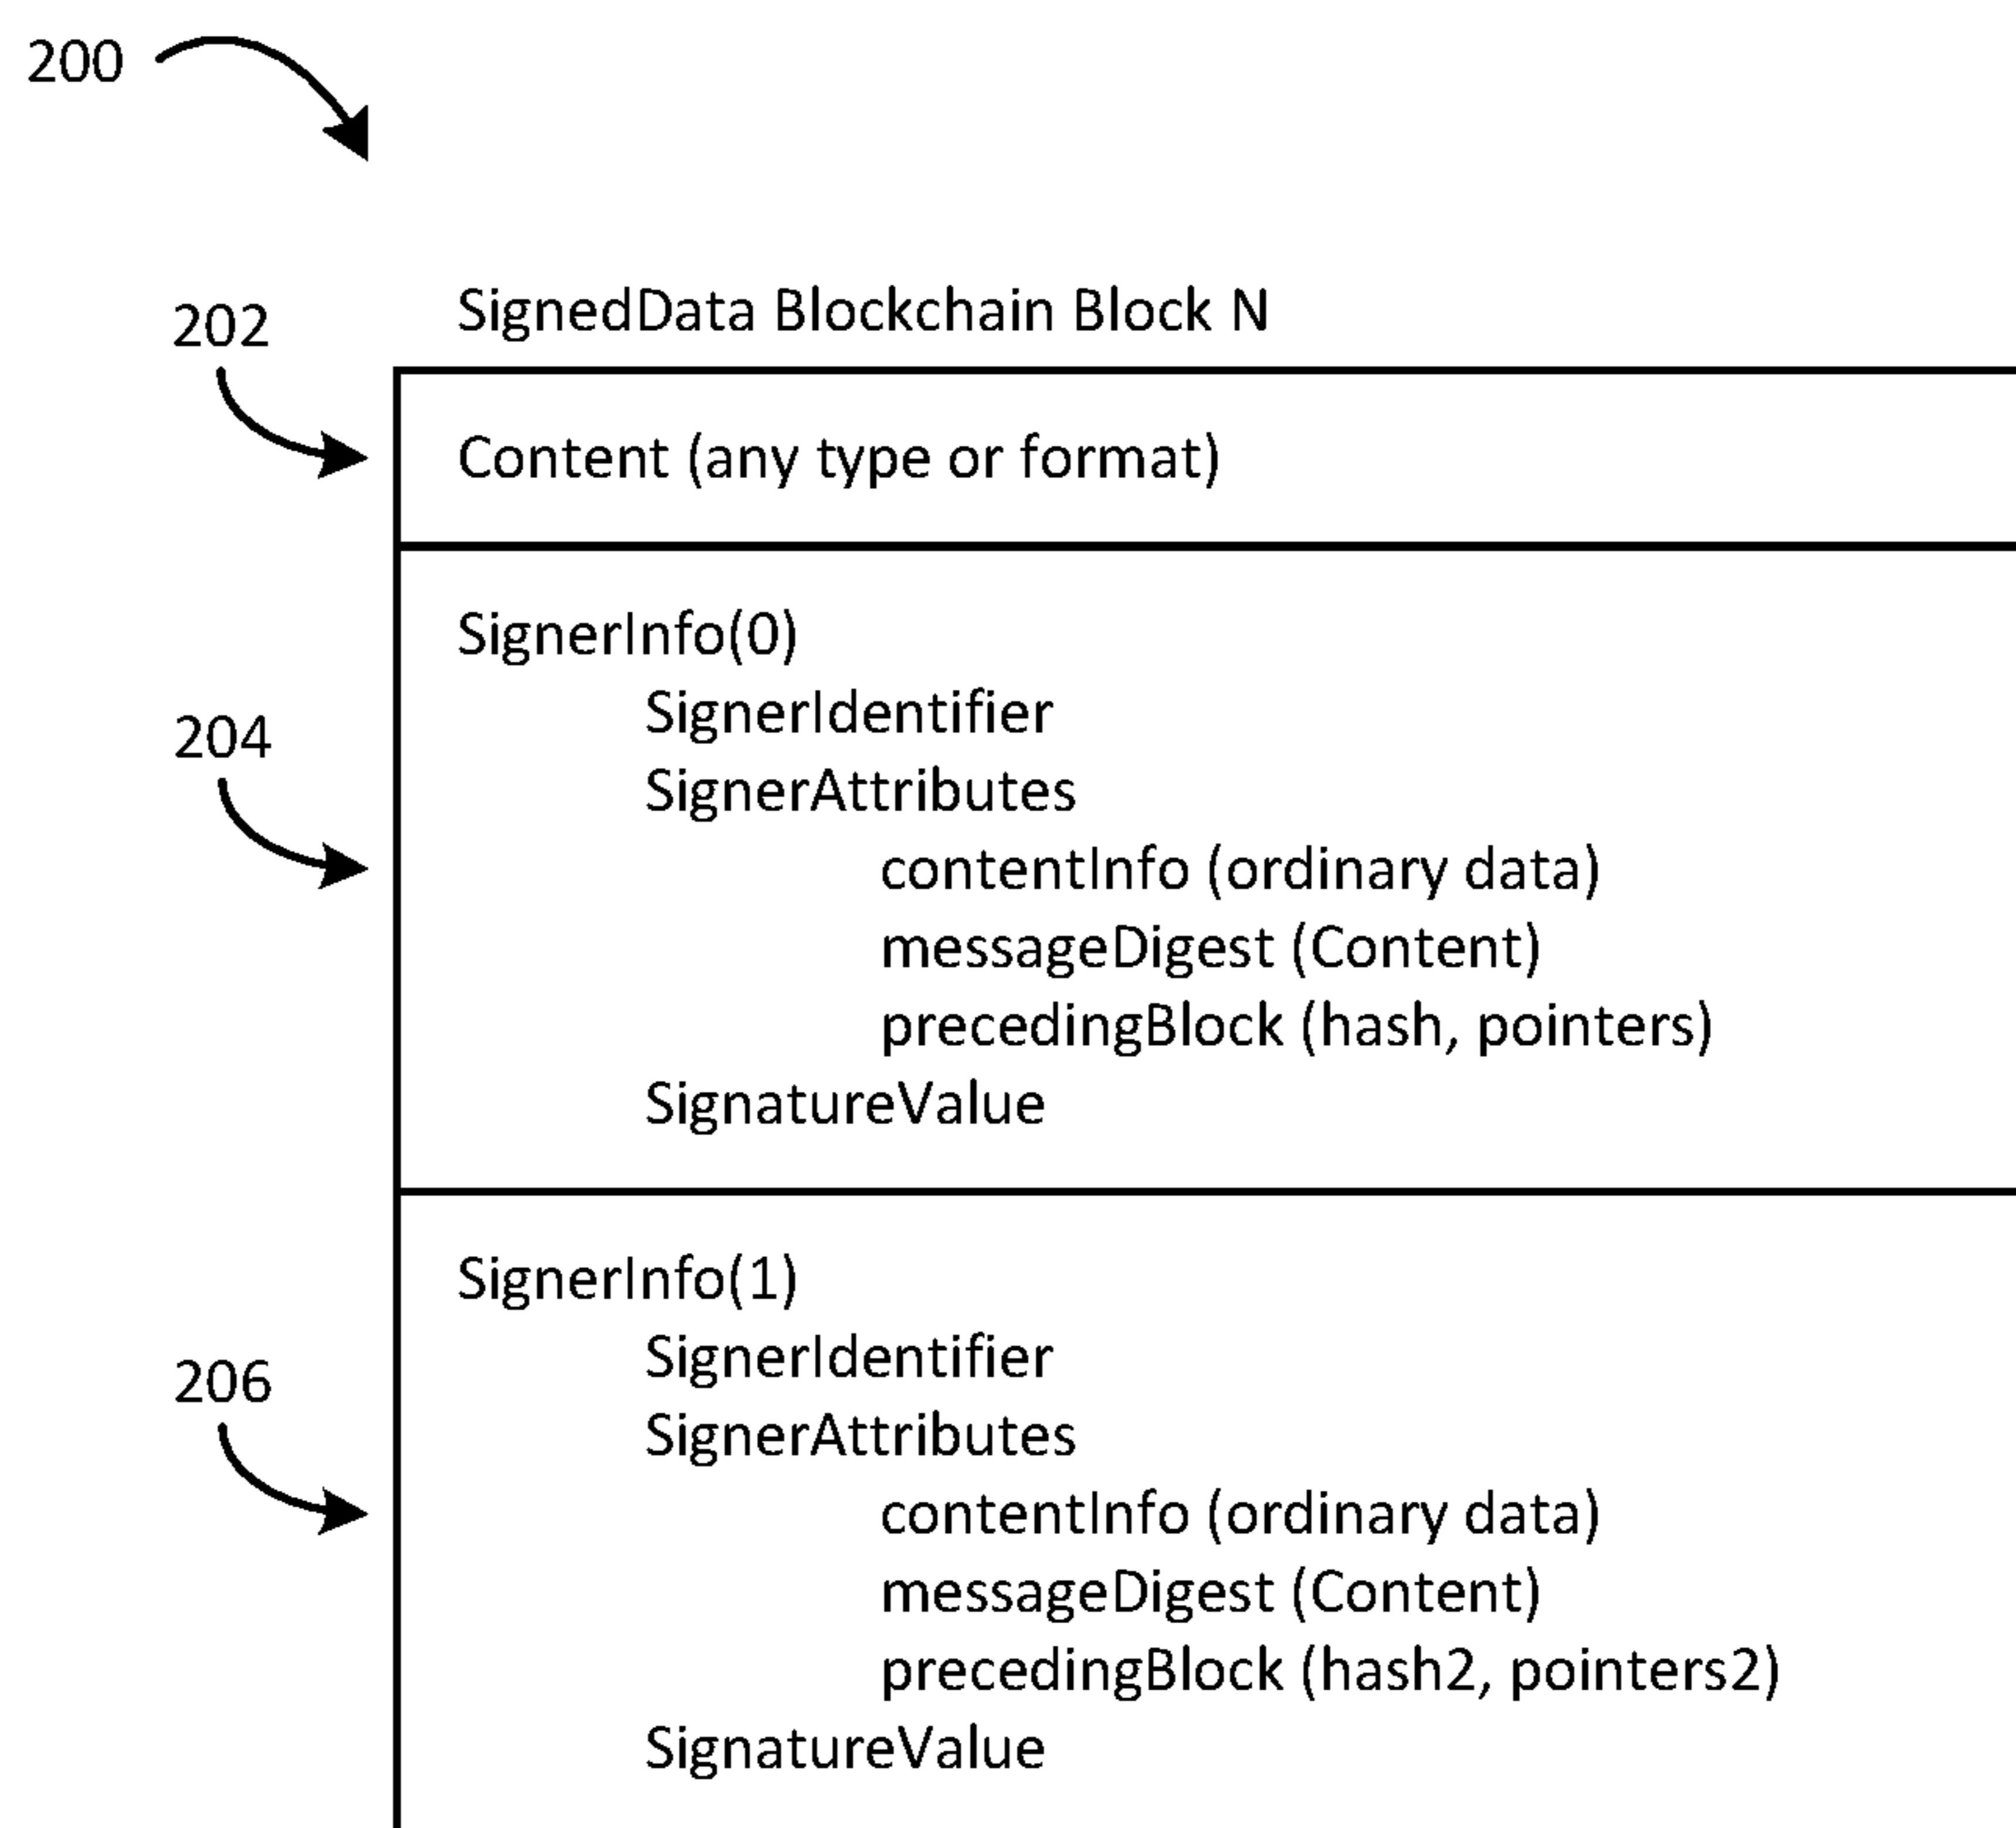 200
SignedData Blockchain Block N
202
Content (any type or format)
SignerInfo(0)
SignerIdentifier
204
SignerAttributes
contentInfo (ordinary data)
messageDigest (Content)
precedingBlock (hash, pointers)
SignatureValue
SignerInfo(1)
SignerIdentifier
206
SignerAttributes
contentInfo (ordinary data)
messageDigest (Content)
precedingBlock (hash2, pointers2)
SignatureValue